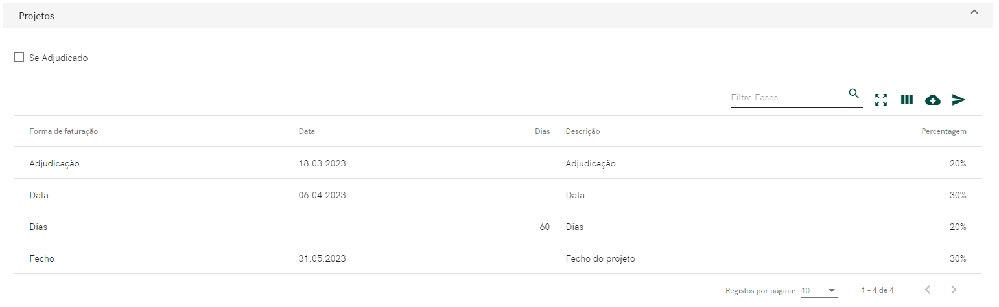 Projetos
Se Adjudicado
Filtre Fases...
Forma de faturação Data Dias Descrição Percentagem
Adjudicação 18.03.2023 Adjudicação 20%
Data 06.04.2023 Data 30%
Dias 60 Dias 20%
Fecho 31.05.2023 Fecho do projeto 30%
Registos por página: 10 1 – 4 de 4